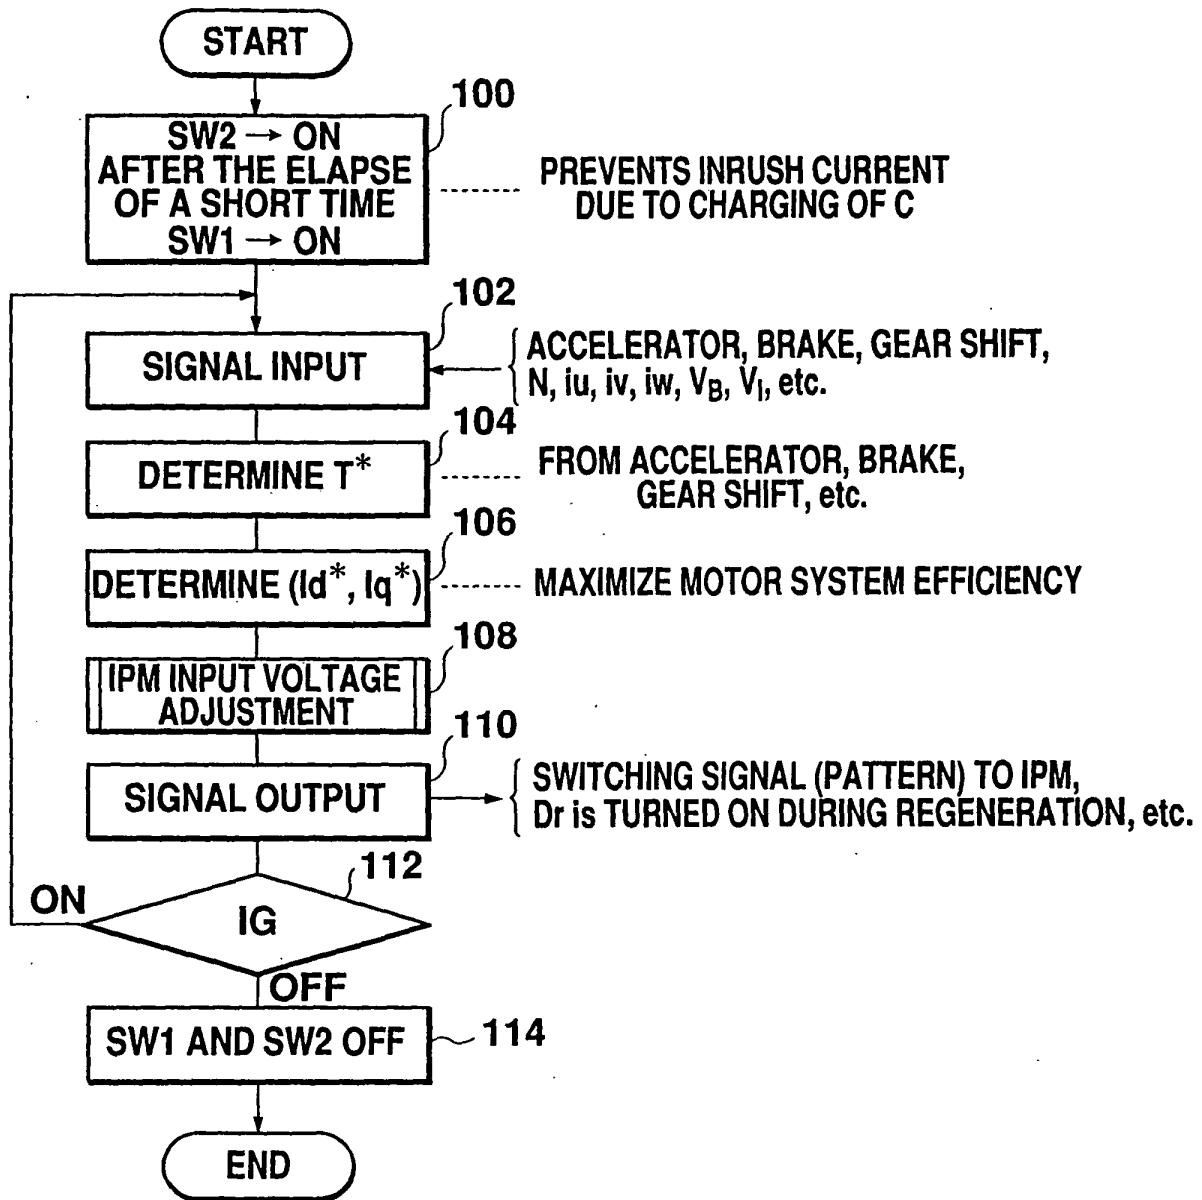 START
100
SW2 → ON
AFTER THE ELAPSE
OF A SHORT TIME
SW1 → ON
PREVENTS INRUSH CURRENT
DUE TO CHARGING OF C
102
SIGNAL INPUT
ACCELERATOR, BRAKE, GEAR SHIFT,
N, iu, iv, iw, VB, VI, etc.
104
DETERMINE T*
FROM ACCELERATOR, BRAKE,
GEAR SHIFT, etc.
106
DETERMINE (Id*, Iq*)
MAXIMIZE MOTOR SYSTEM EFFICIENCY
108
IPM INPUT VOLTAGE
ADJUSTMENT
110
SIGNAL OUTPUT
SWITCHING SIGNAL (PATTERN) TO IPM,
Dr is TURNED ON DURING REGENERATION, etc.
112
ON
IG
OFF
SW1 AND SW2 OFF
114
END